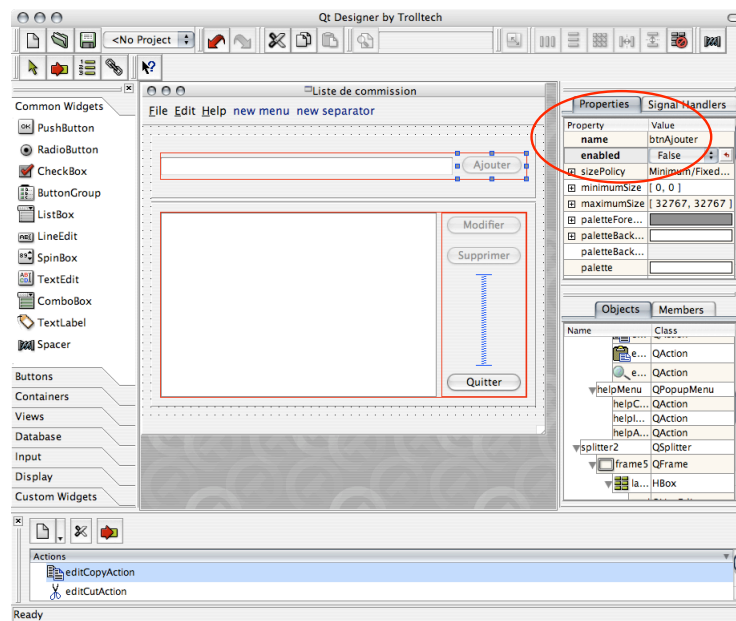 Qt Designer by Trolltech
<No Project
Common Widgets
OK PushButton
RadioButton
CheckBox
ButtonGroup
ListBox
LineEdit
SpinBox
TextEdit
ComboBox
TextLabel
Spacer
Buttons
Containers
Views
Database
Input
Display
Custom Widgets
Liste de commission
File Edit Help new menu new separator
Ajouter
Modifier
Supprimer
Quitter
Properties Signal Handlers
Property Value
name btnAjouter
enabled False
sizePolicy Minimum/Fixed...
minimumSize [ 0, 0 ]
maximumSize [ 32767, 32767 ]
paletteFore...
paletteBack...
paletteBack...
palette
Objects Members
Name Class
e... QAction
e... QAction
helpMenu QPopupMenu
helpC... QAction
helpI... QAction
helpA... QAction
splitter2 QSplitter
frame5 QFrame
la... HBox
Actions
editCopyAction
editCutAction
Ready